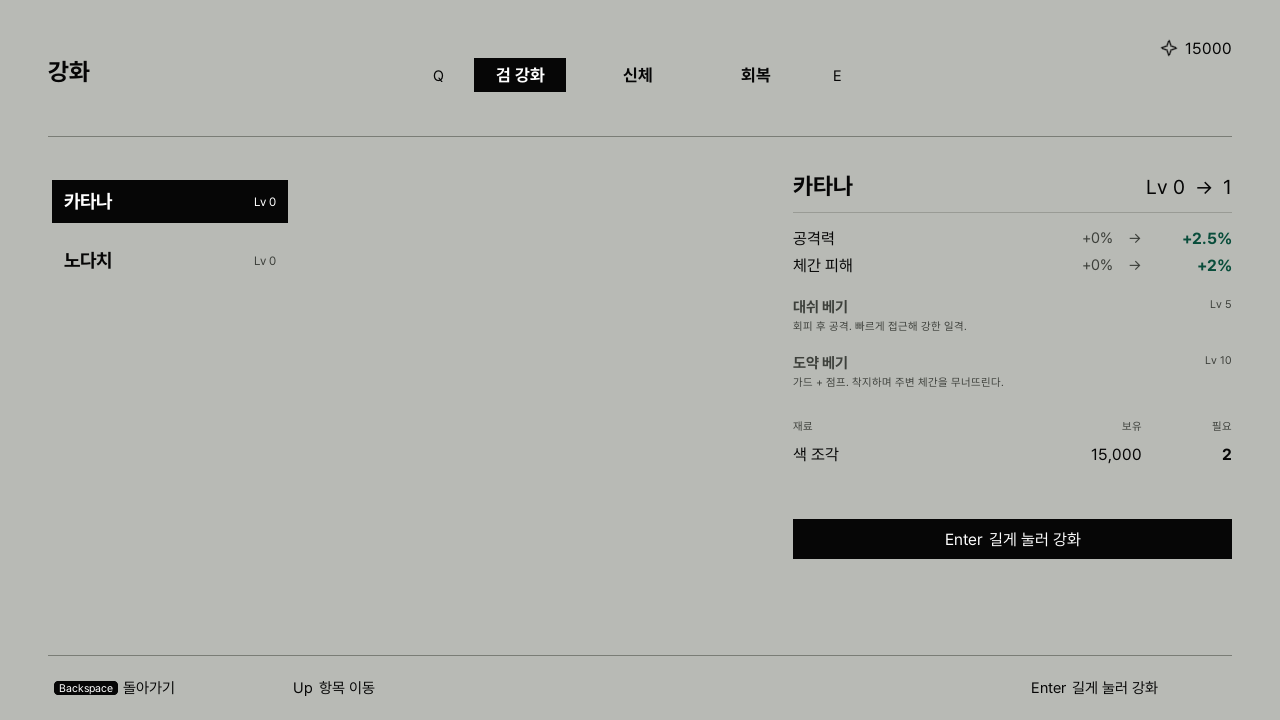 강화
Q 검 강화 신체 회복 E
15000
카타나 Lv 0
노다치 Lv 0
카타나 Lv 0 → 1
공격력 +0% → +2.5%
체간 피해 +0% → +2%
대쉬 베기 Lv 5
회피 후 공격. 빠르게 접근해 강한 일격.
도약 베기 Lv 10
가드 + 점프. 착지하며 주변 체간을 무너뜨린다.
재료 보유 필요
색 조각 15,000 2
Enter 길게 눌러 강화
Backspace 돌아가기 Up 항목 이동 Enter 길게 눌러 강화